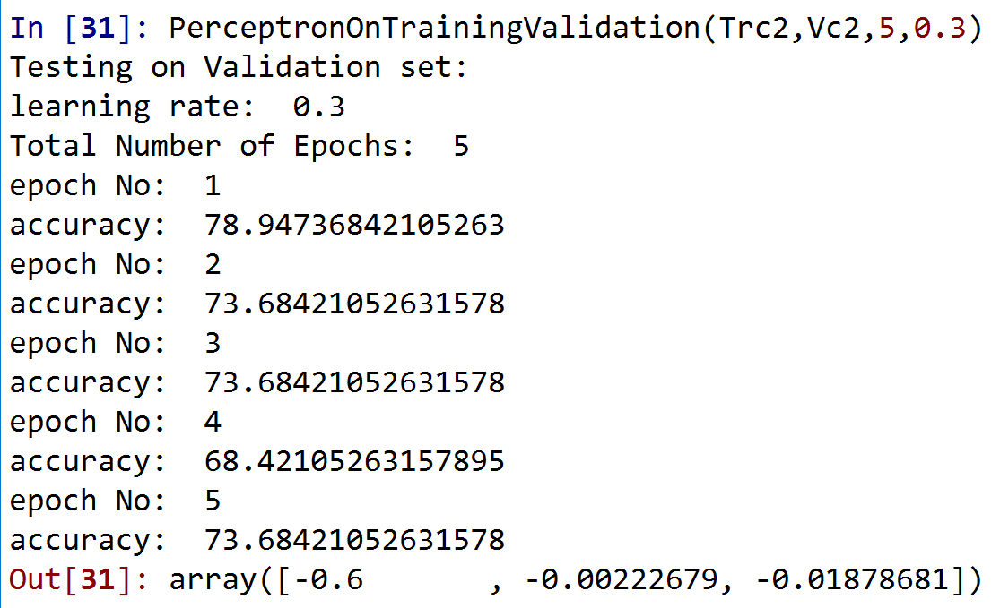 In [31]: PerceptronOnTrainingValidation(Trc2,Vc2,5,0.3)
Testing on Validation set:
learning rate:  0.3
Total Number of Epochs:  5
epoch No:  1
accuracy:  78.94736842105263
epoch No:  2
accuracy:  73.68421052631578
epoch No:  3
accuracy:  73.68421052631578
epoch No:  4
accuracy:  68.42105263157895
epoch No:  5
accuracy:  73.68421052631578
Out[31]: array([-0.6       , -0.00222679, -0.01878681])